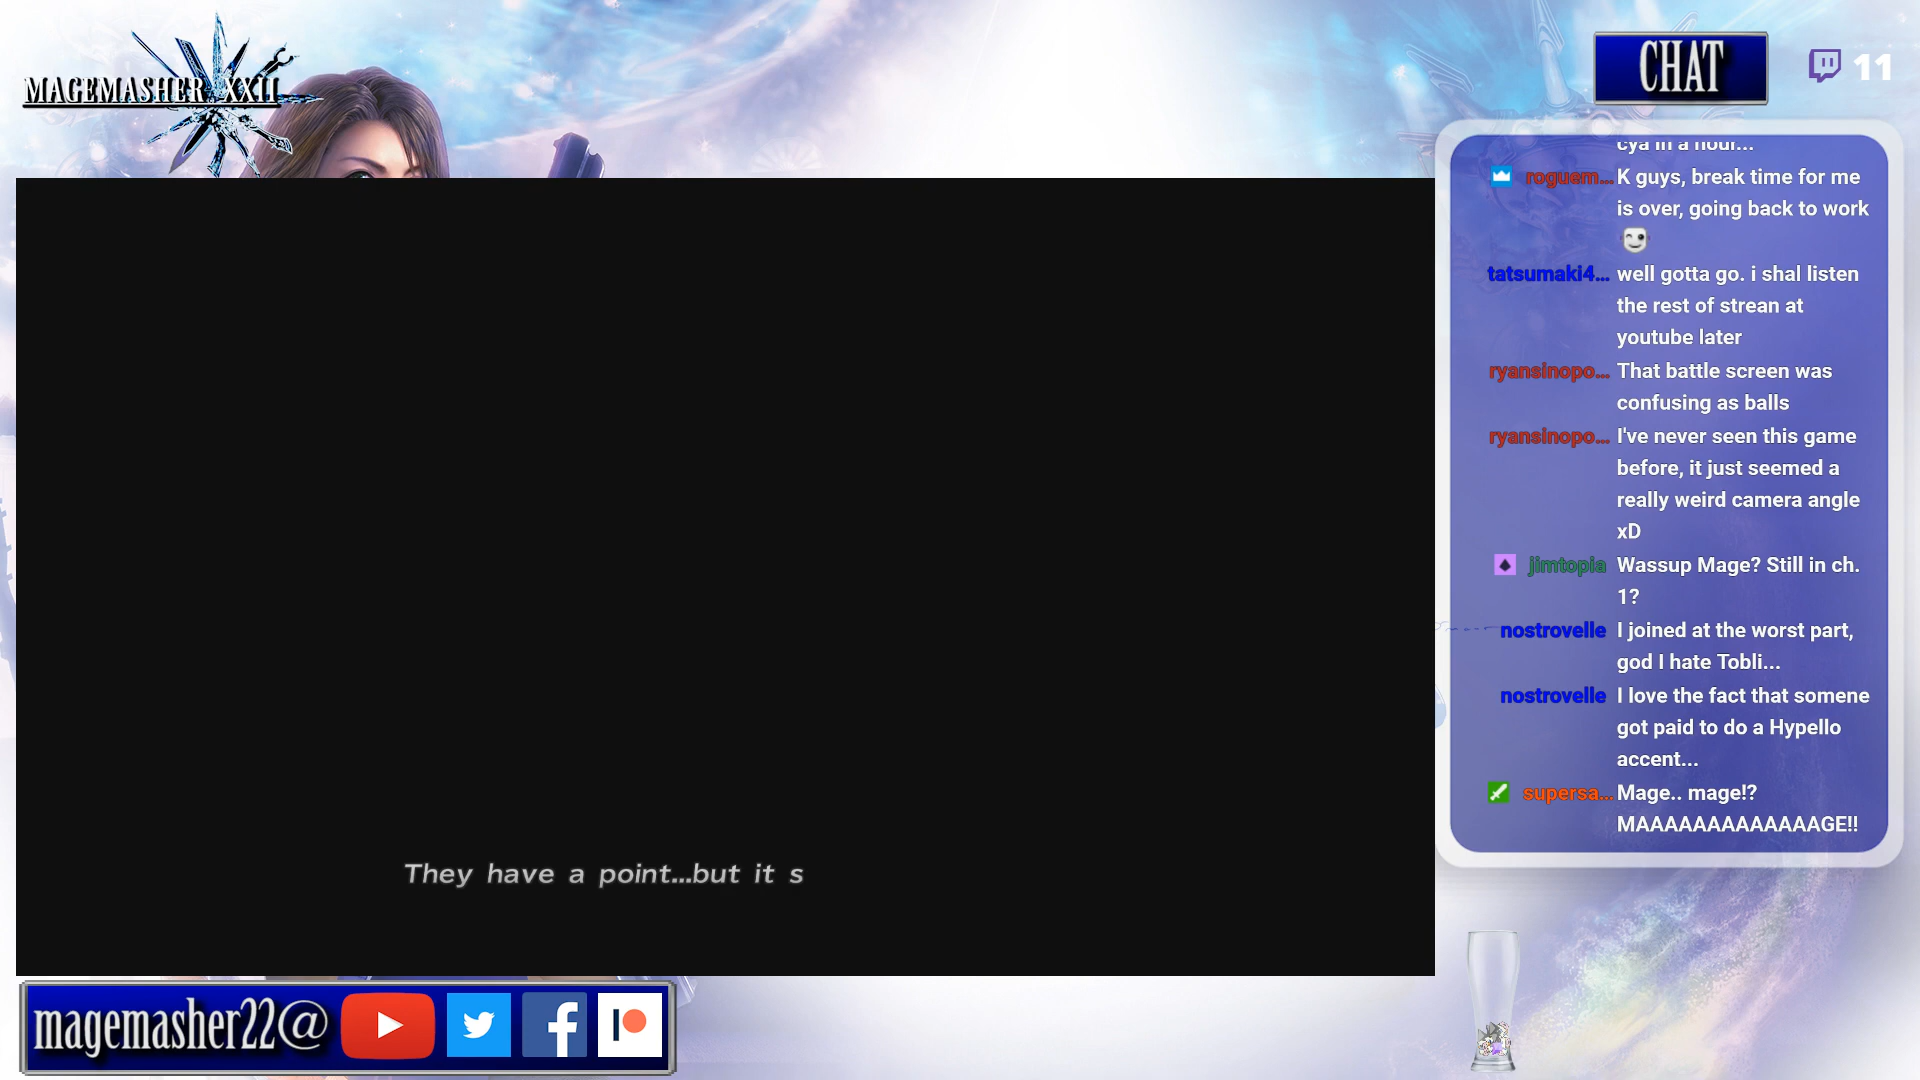 MAGEMASHER XXII
CHAT
11
cya in a hour...
roguem... K guys, break time for me
is over, going back to work
tatsumaki4... well gotta go. i shal listen
the rest of strean at
youtube later
ryansinopo... That battle screen was
confusing as balls
ryansinopo... I've never seen this game
before, it just seemed a
really weird camera angle
xD
jimtopia Wassup Mage? Still in ch.
1?
nostrovelle I joined at the worst part,
god I hate Tobli...
nostrovelle I love the fact that somene
got paid to do a Hypello
accent...
supersa... Mage.. mage!?
MAAAAAAAAAAAAAGE!!
They have a point...but it s
magemasher22@